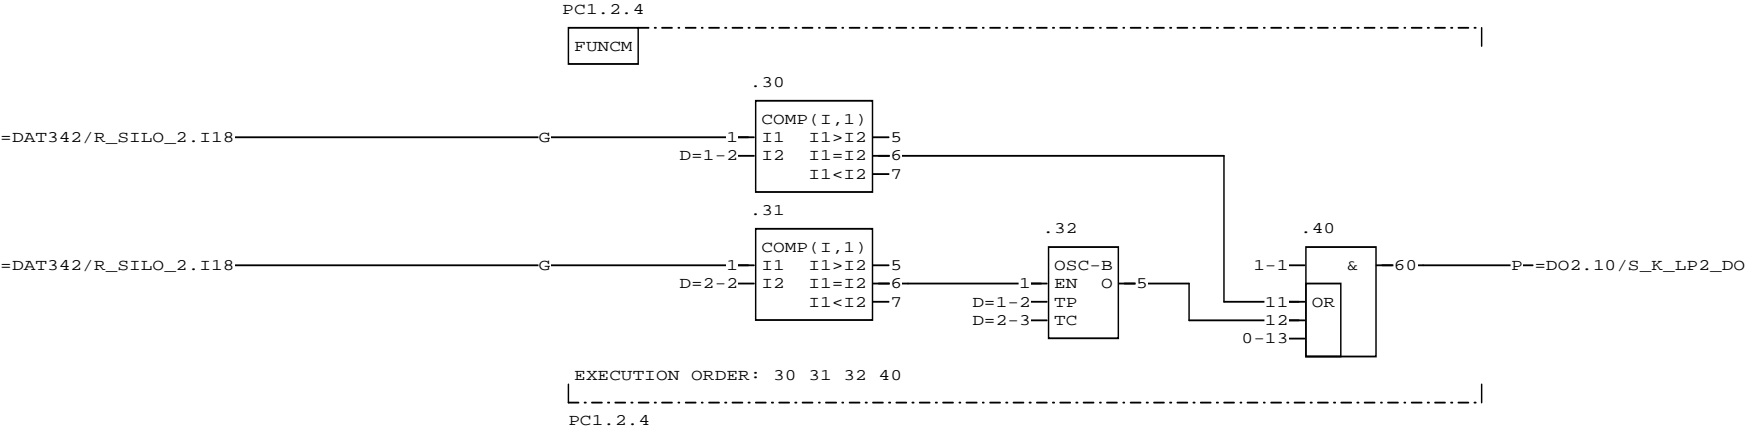 PC1.2.4
FUNCM
.30
COMP(I,1)
=DAT342/R_SILO_2.I18 G 1 I1 I1>I2 5
D=1-2 I2 I1=I2 6
I1<I2 7
.31
.32 .40
COMP(I,1)
=DAT342/R_SILO_2.I18 G 1 I1 I1>I2 5 OSC-B 1-1 & 60 P =DO2.10/S_K_LP2_DO
D=2-2 I2 I1=I2 6 1 EN O 5
I1<I2 7 D=1-2 TP 11 OR
D=2-3 TC 12
0-13
EXECUTION ORDER: 30 31 32 40
PC1.2.4